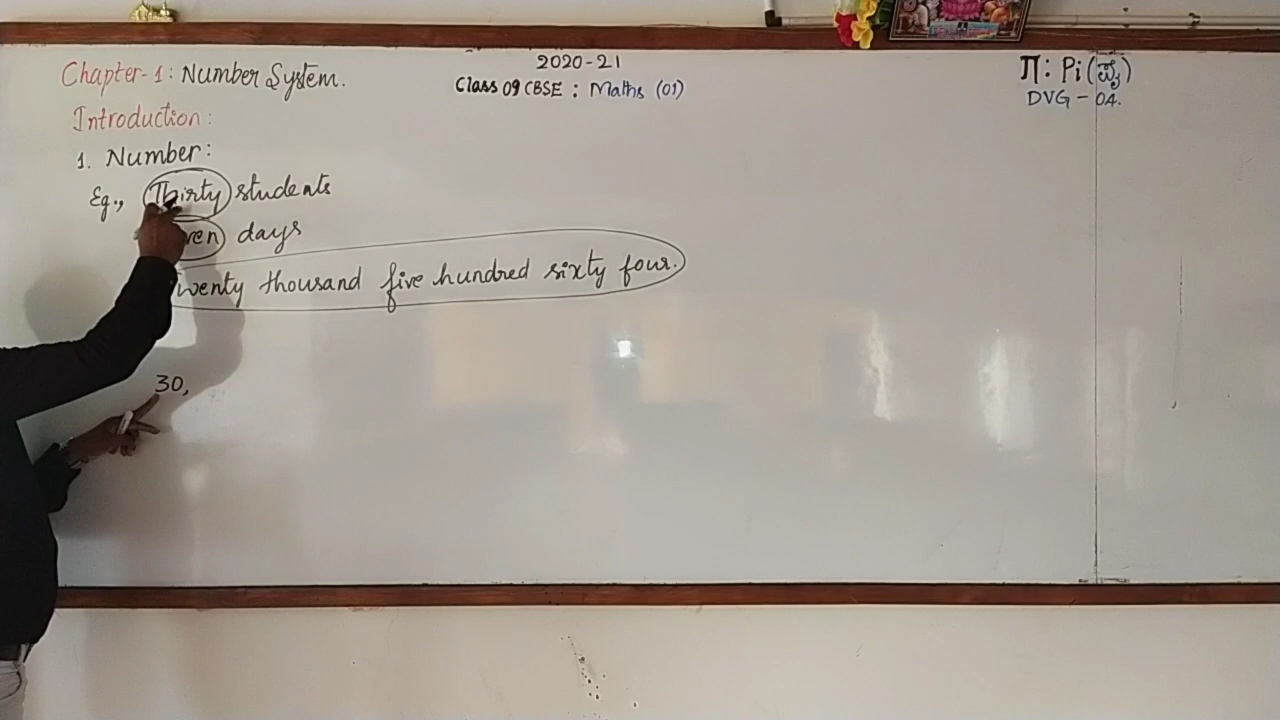 2020-21
Chapter-1: Number System.
Class 09 CBSE : Maths (01)
Π: Pi (ವೃ)
DVG - 04.
Introduction:
1. Number:
Eg., Thirty students
days
Twenty thousand five hundred sixty four.
30,